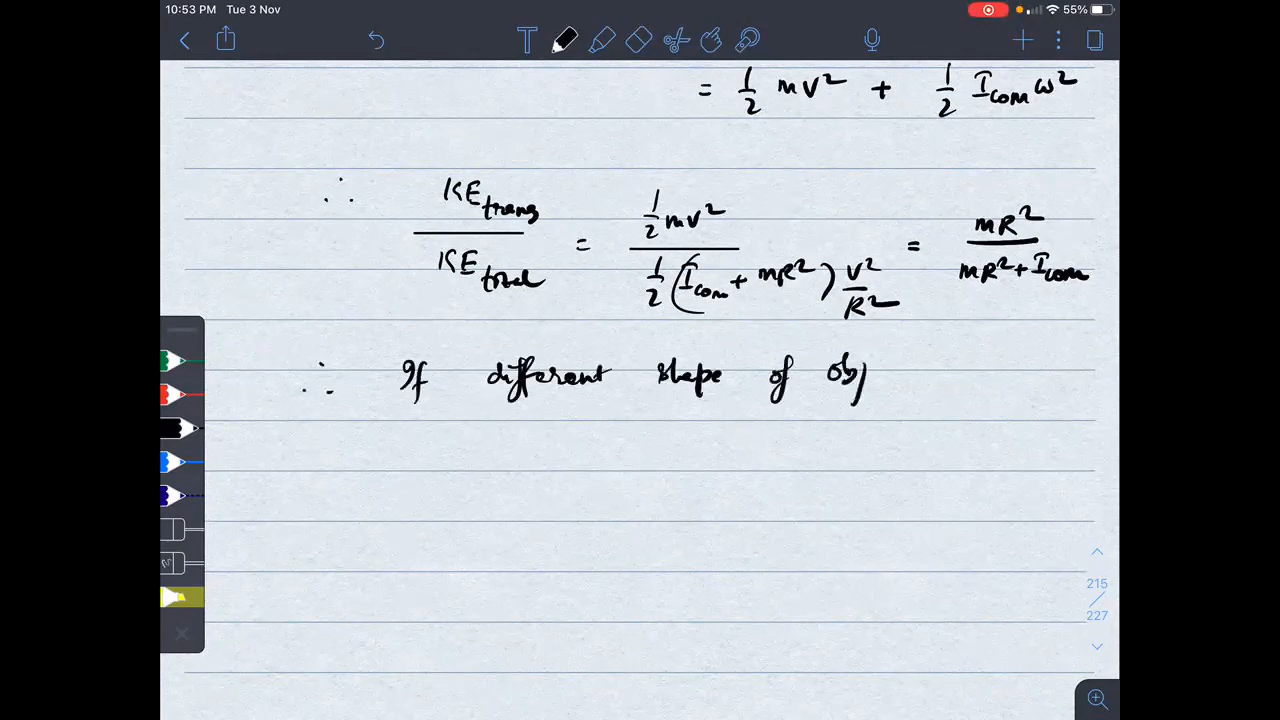 10:53 PM Tue 3 Nov 55%
= 1/2 mv² + 1/2 I_com ω²
∴ KE_trans / KE_total = 1/2 mv² / 1/2 (I_com + mR²) v²/R² = mR² / mR² + I_com
∴ If different shape of obj
215
227